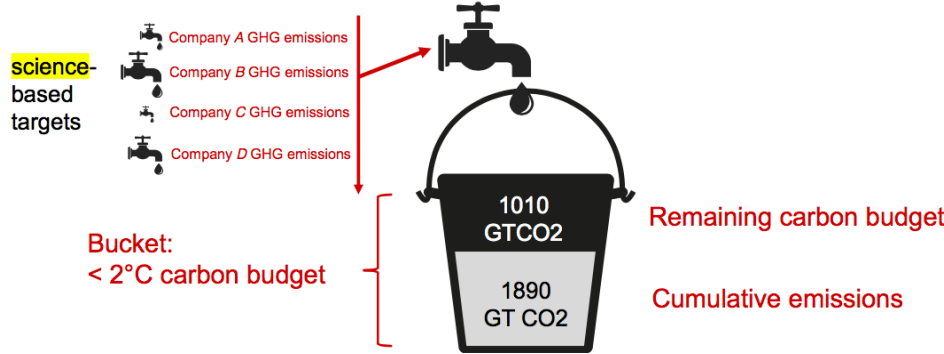 science-
based
targets
Company A GHG emissions
Company B GHG emissions
Company C GHG emissions
Company D GHG emissions
Bucket:
< 2°C carbon budget
1010
GTCO2
1890
GT CO2
Remaining carbon budget
Cumulative emissions